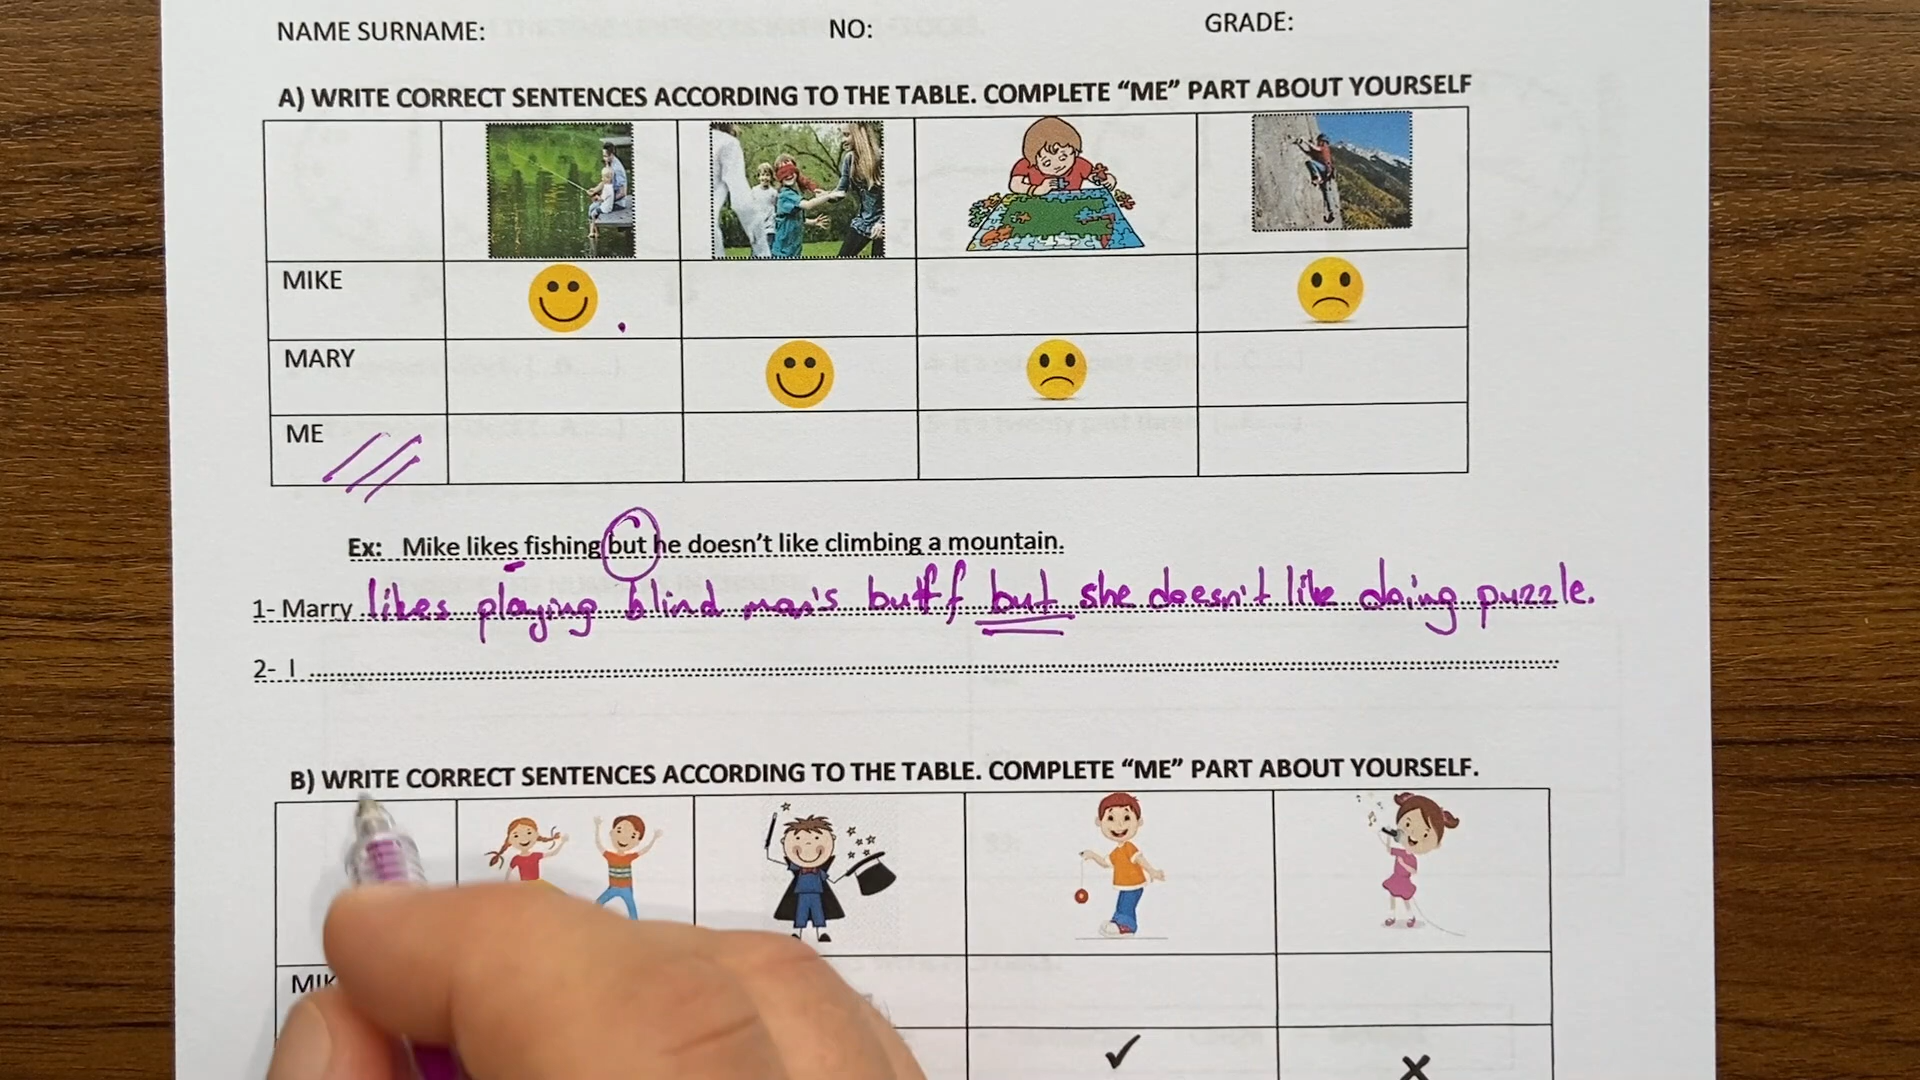 NAME SURNAME: NO: GRADE:
A) WRITE CORRECT SENTENCES ACCORDING TO THE TABLE. COMPLETE “ME” PART ABOUT YOURSELF
MIKE
MARY
ME
Ex: Mike likes fishing but he doesn’t like climbing a mountain.
1- Marry likes playing blind man's buff but she doesn't like doing puzzle.
2- I
B) WRITE CORRECT SENTENCES ACCORDING TO THE TABLE. COMPLETE “ME” PART ABOUT YOURSELF.
MIK